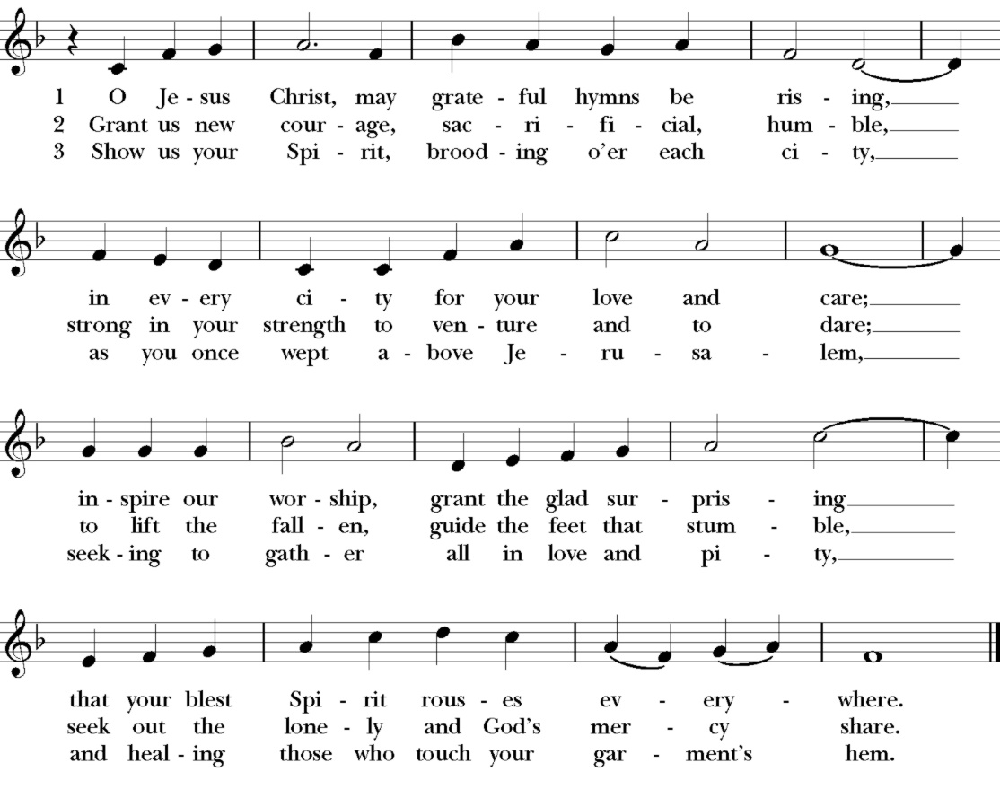 1 O Je - sus Christ, may grate - ful hymns be ris - ing,
2 Grant us new cour - age, sac - ri - fi - cial, hum - ble,
3 Show us your Spi - rit, brood - ing o’er each ci - ty,
in ev - ery ci - ty for your love and care;
strong in your strength to ven - ture and to dare;
as you once wept a - bove Je - ru - sa - lem,
in - spire our wor - ship, grant the glad sur - pris - ing
to lift the fall - en, guide the feet that stum - ble,
seek - ing to gath - er all in love and pi - ty,
that your blest Spi - rit rous - es ev - ery - where.
seek out the lone - ly and God’s mer - cy share.
and heal - ing those who touch your gar - ment’s hem.